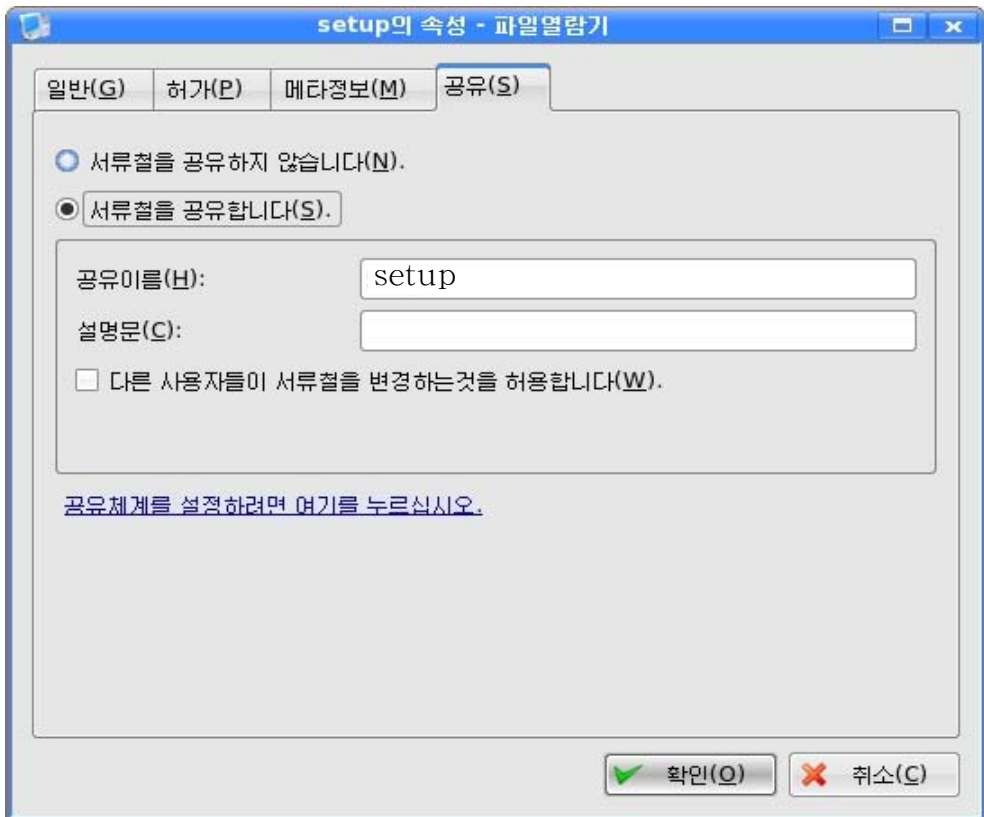 setup의 속성 - 파일열람기
일반(G) 허가(P) 메타정보(M) 공유(S)
서류철을 공유하지 않습니다(N).
서류철을 공유합니다(S).
공유이름(H): setup
설명문(C):
다른 사용자들이 서류철을 변경하는것을 허용합니다(W).
공유체계를 설정하려면 여기를 누르십시오.
확인(O) 취소(C)